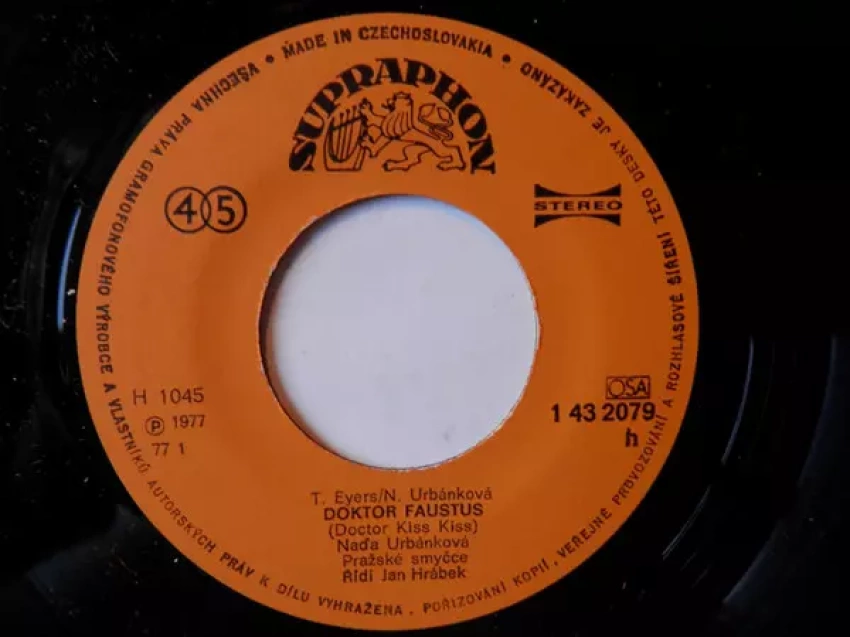 VŠECHNA PRÁVA GRAMOFONOVÉHO VÝROBCE A VLASTNÍKŮ AUTORSKÝCH PRÁV K DÍLU VYHRAŽENA. POŘIZOVÁNÍ KOPIÍ, VEŘEJNÉ PROVOZOVÁNÍ A ROZHLASOVÉ ŠÍŘENÍ TÉTO DESKY JE ZAKÁZÁNO • MADE IN CZECHOSLOVAKIA •
SUPRAPHON
45
STEREO
H 1045
Ⓟ 1977
77 1
OSA
1 43 2079
h
T. Eyers/N. Urbánková
DOKTOR FAUSTUS
(Doctor Kiss Kiss)
Naďa Urbánková
Pražské smyčce
Řídí Jan Hrábek